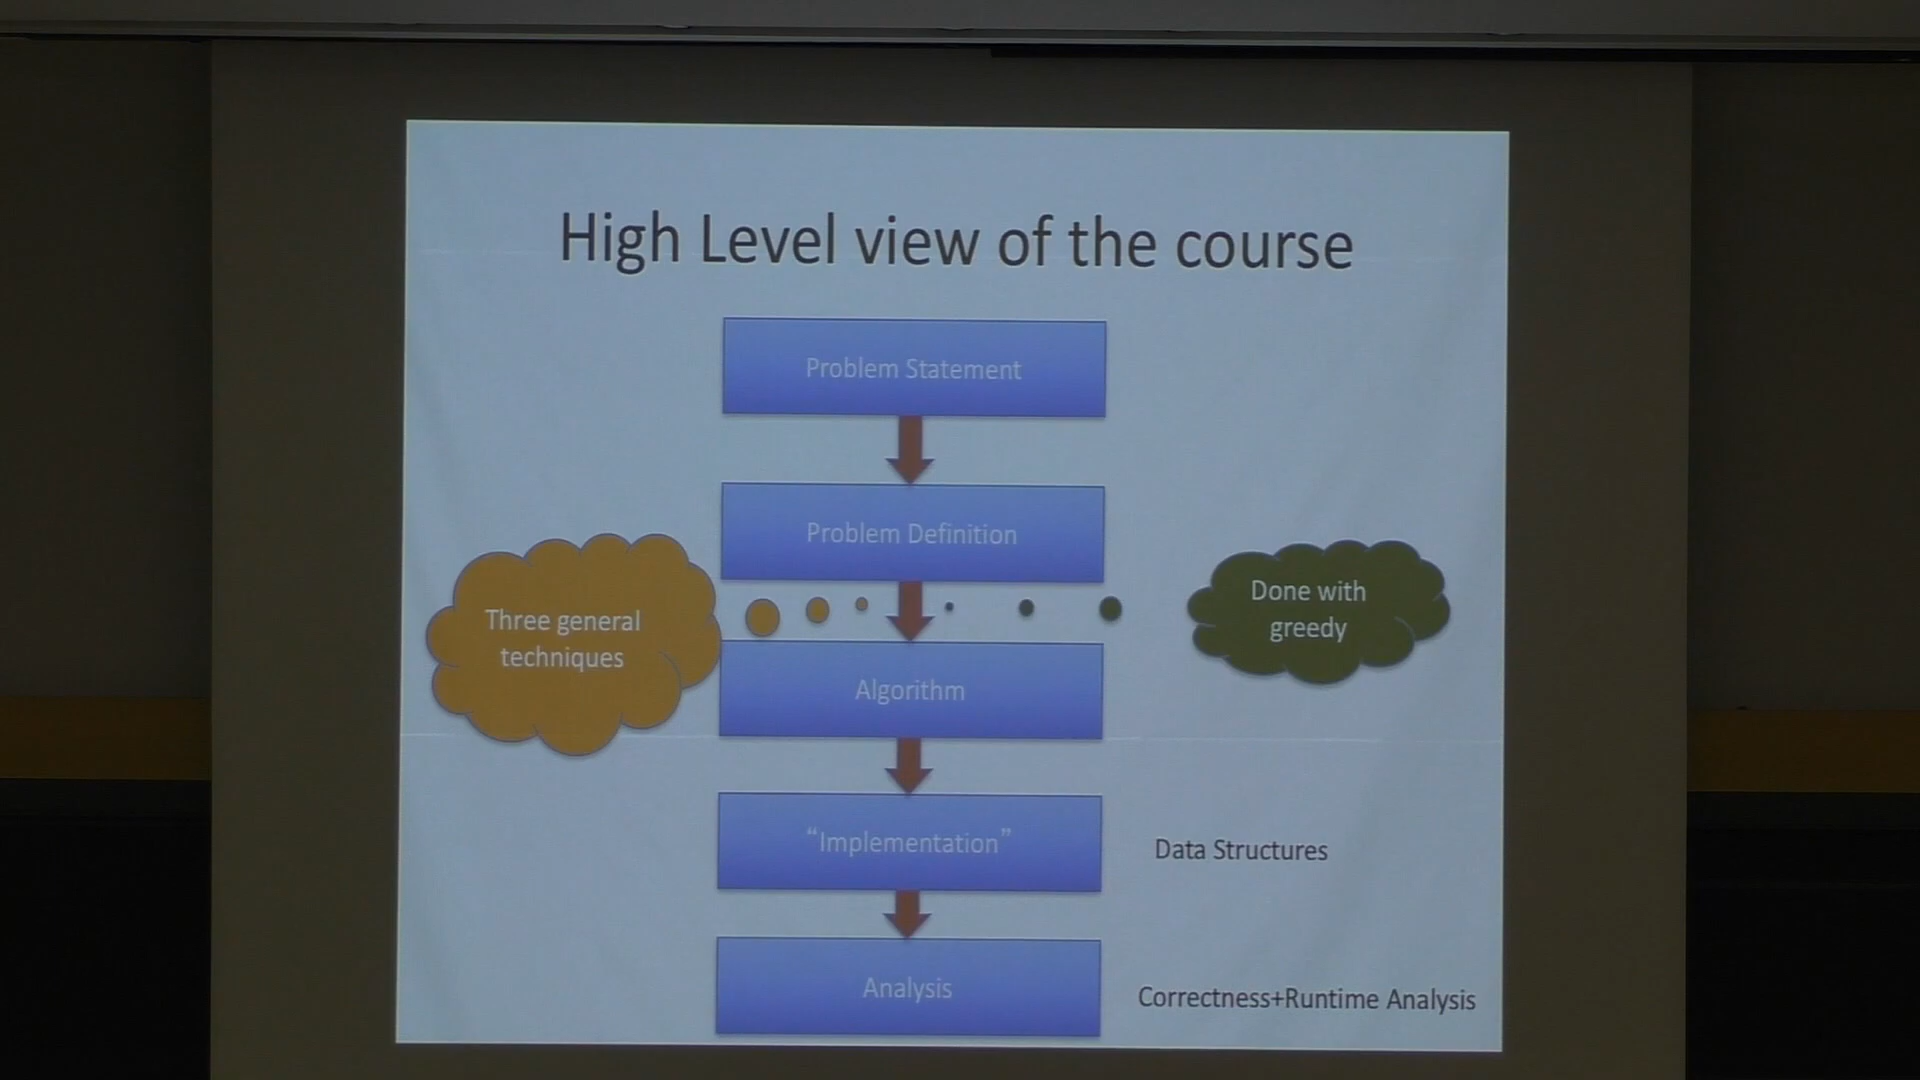 High Level view of the course
Problem Statement
Problem Definition
Three general
techniques
Done with
greedy
Algorithm
“Implementation”
Data Structures
Analysis
Correctness+Runtime Analysis